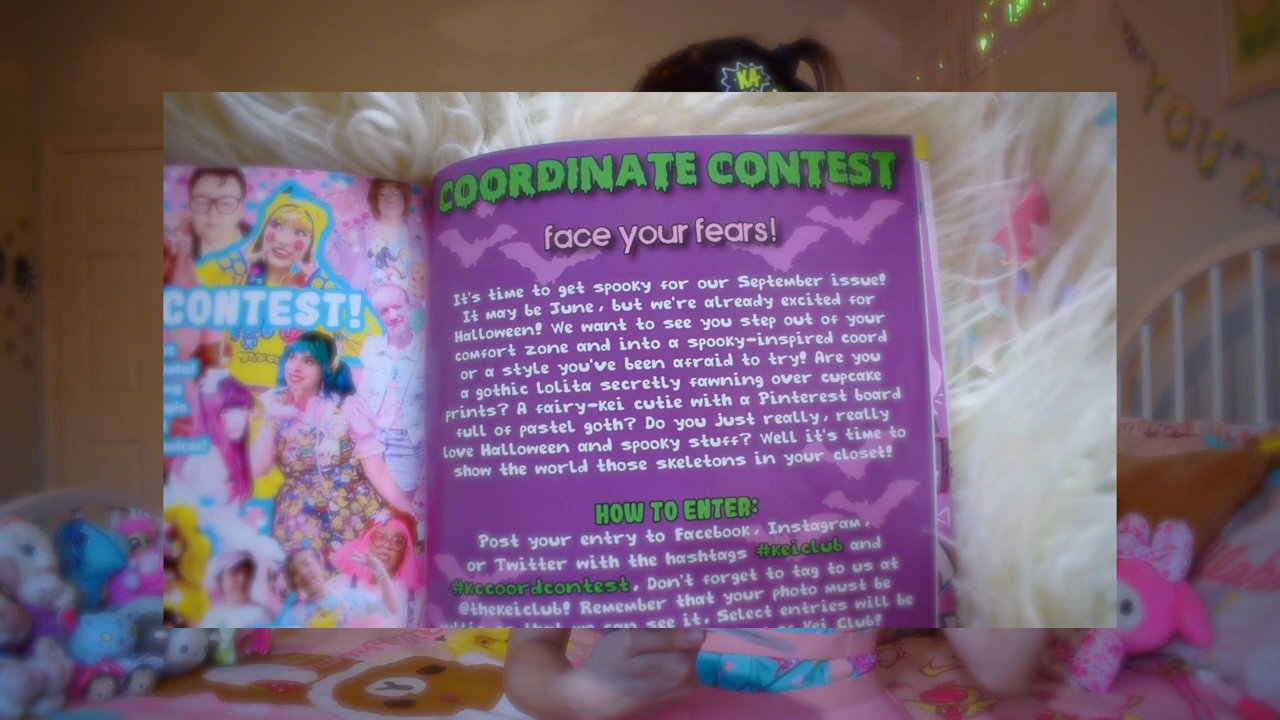 KA
YOU
COORDINATE CONTEST
face your fears!
It's time to get spooky for our September issue!
It may be June, but we're already excited for
Halloween! We want to see you step out of your
comfort zone and into a spooky-inspired coord
or a style you've been afraid to try! Are you
a gothic lolita secretly fawning over cupcake
prints? A fairy-kei cutie with a Pinterest board
full of pastel goth? Do you just really, really
love Halloween and spooky stuff? Well it's time to
show the world those skeletons in your closet!
HOW TO ENTER:
Post your entry to Facebook, Instagram,
or Twitter with the hashtags #keiclub and
#kccoordcontest. Don't forget to tag to us at
@thekeiclub! Remember that your photo must be
we can see it. Select entries will be
Kei Club!
CONTEST!